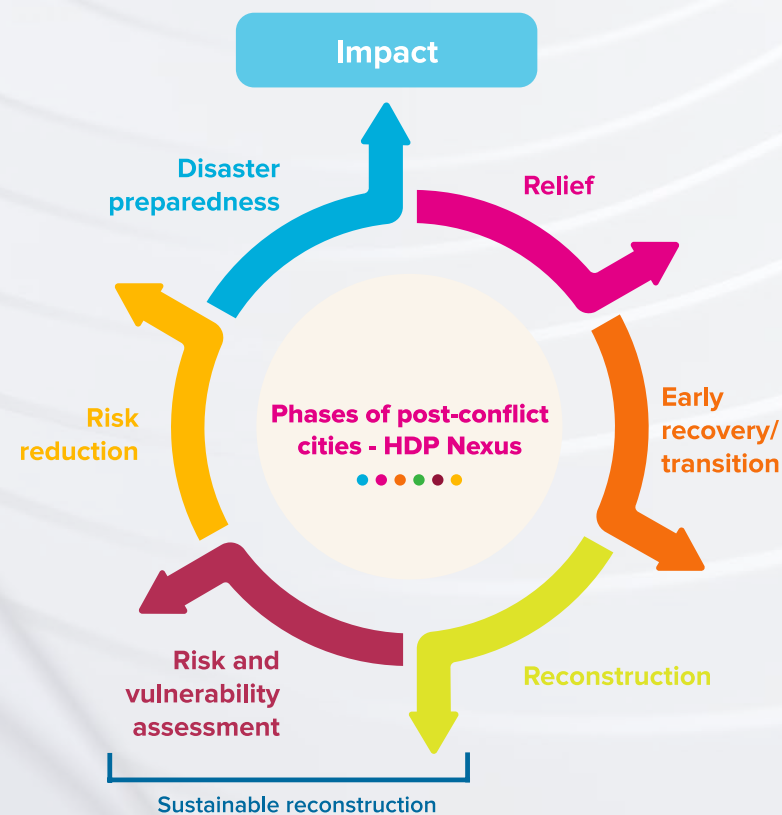 Impact
Disaster
preparedness
Relief
Early
recovery/
transition
Risk
reduction
Phases of post-conflict
cities - HDP Nexus
Reconstruction
Risk and
vulnerability
assessment
Sustainable reconstruction